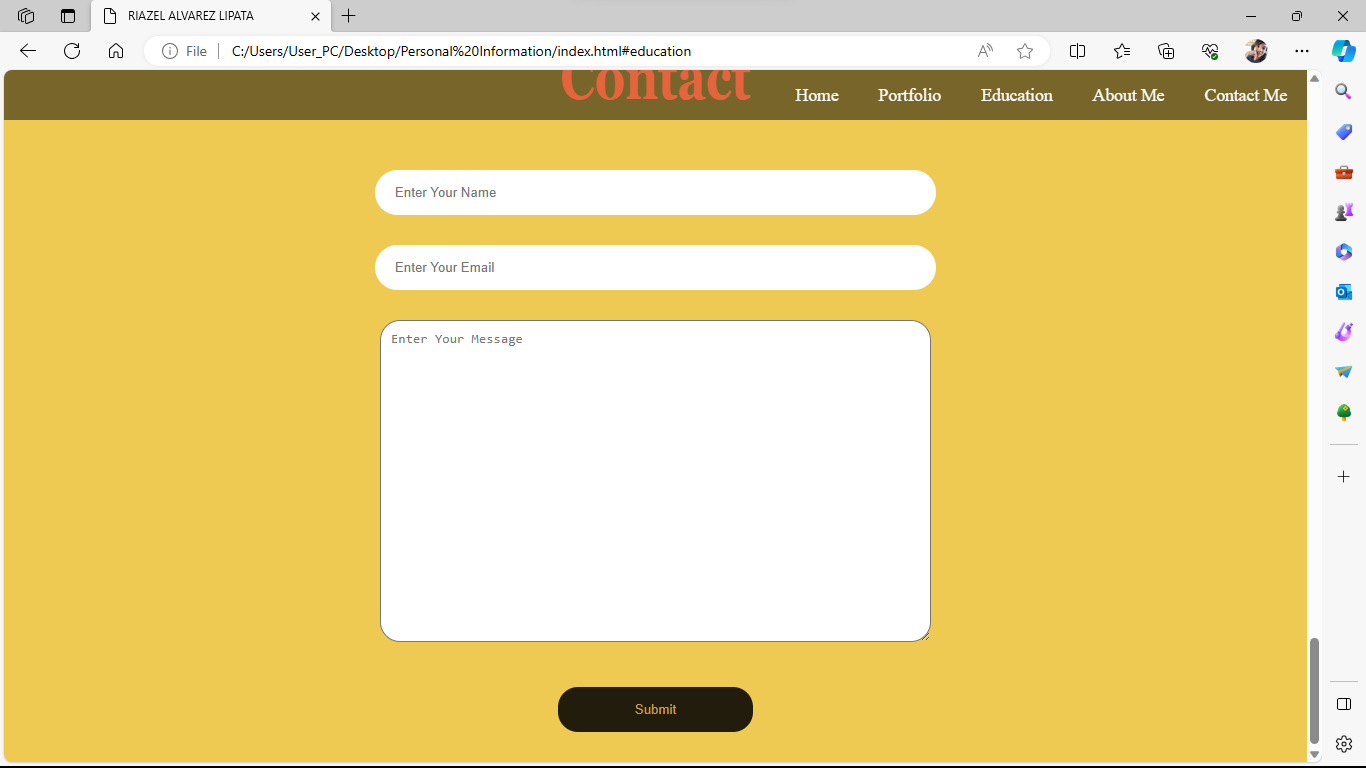 RIAZEL ALVAREZ LIPATA
File C:/Users/User_PC/Desktop/Personal%20Information/index.html#education
Contact Home Portfolio Education About Me Contact Me
Enter Your Name
Enter Your Email
Enter Your Message
Submit